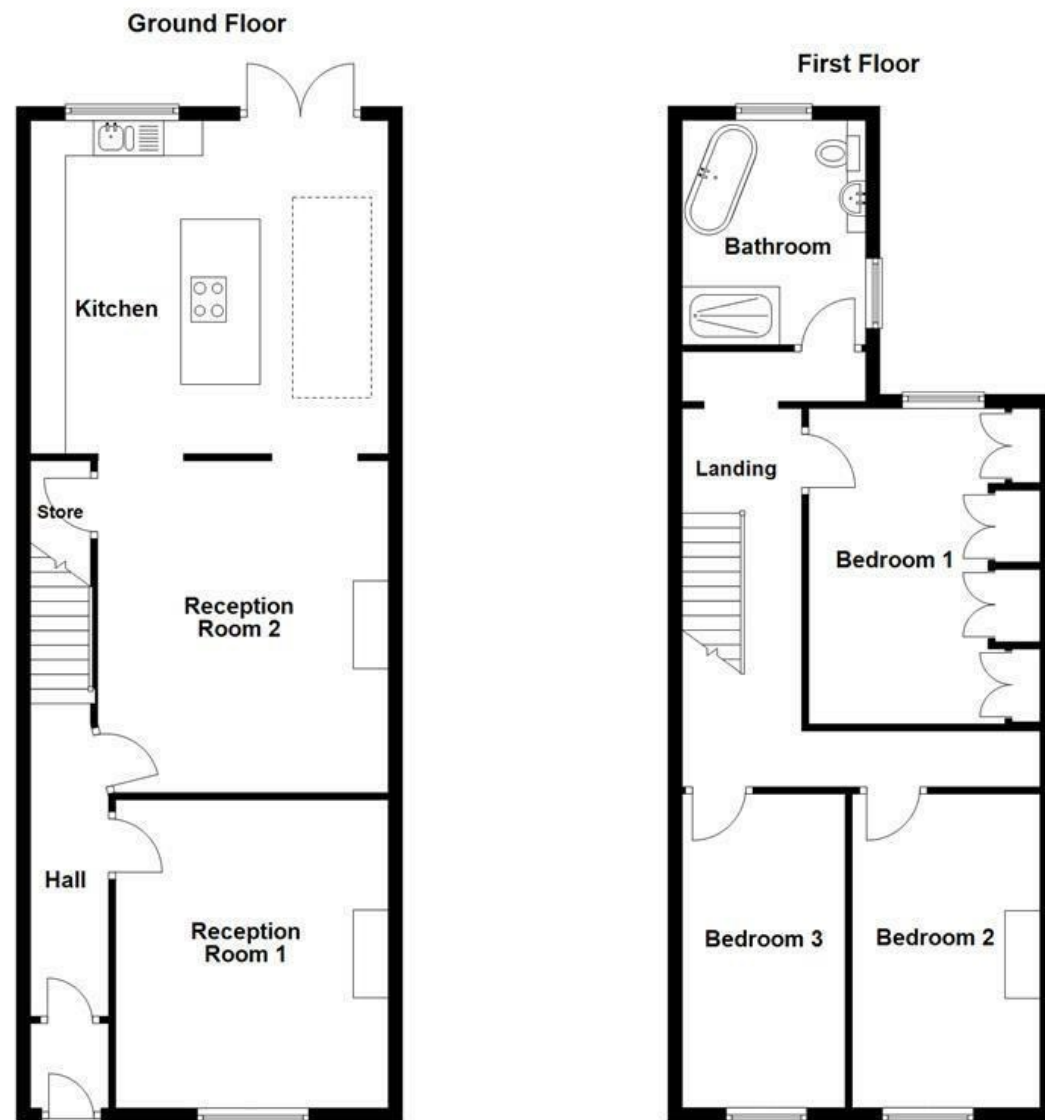 Ground Floor
Kitchen
Store
Reception
Room 2
Hall
Reception
Room 1
First Floor
Bathroom
Landing
Bedroom 1
Bedroom 3
Bedroom 2